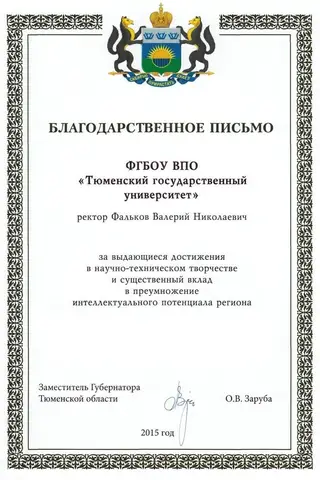 БЛАГОДАРСТВЕННОЕ ПИСЬМО
ФГБОУ ВПО
«Тюменский государственный
университет»
ректор Фальков Валерий Николаевич
за выдающиеся достижения
в научно-техническом творчестве
и существенный вклад
в преумножение
интеллектуального потенциала региона
Заместитель Губернатора
Тюменской области
О.В. Заруба
2015 год